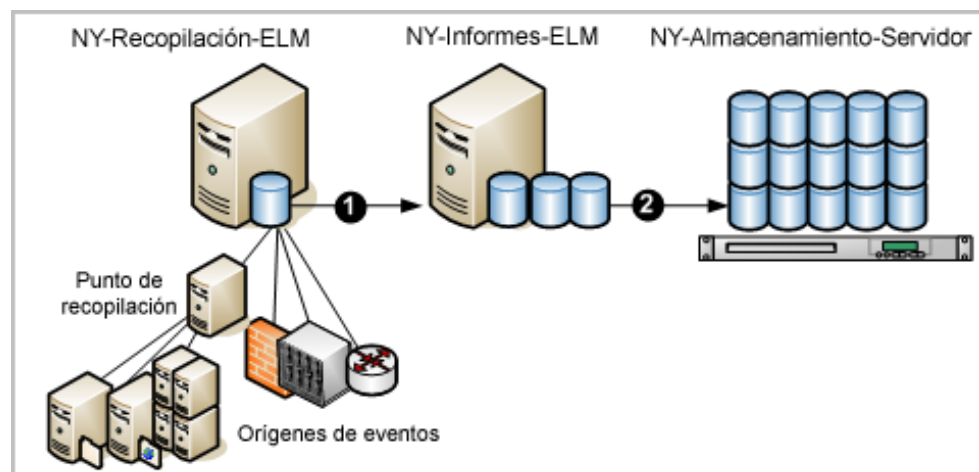 NY-Recopilación-ELM
NY-Informes-ELM
NY-Almacenamiento-Servidor
1
2
Punto de
recopilación
Orígenes de eventos